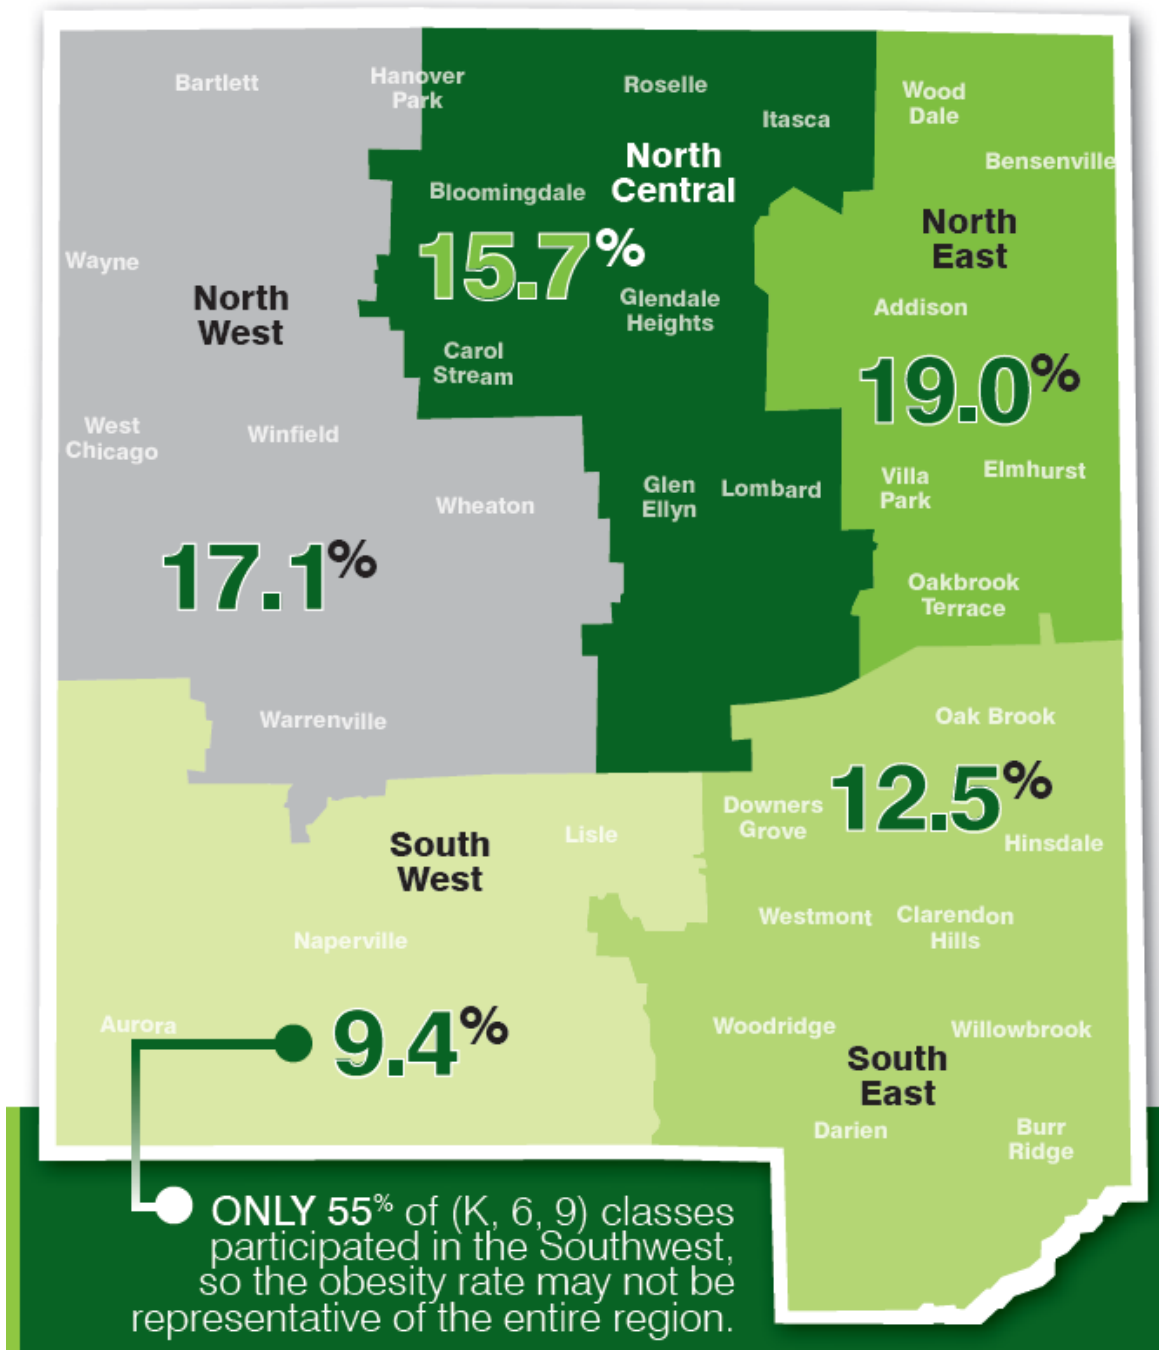 Bartlett
Hanover
Park
Roselle
Itasca
Wood
Dale
Bensenville
North
Central
Bloomingdale
15.7%
North
East
Wayne
North
West
Glendale
Heights
Addison
Carol
Stream
19.0%
West
Chicago
Winfield
Wheaton
Glen
Ellyn
Lombard
Villa
Park
Elmhurst
17.1%
Oakbrook
Terrace
Warrenville
Oak Brook
12.5%
Downers
Grove
Hinsdale
South
West
Lisle
Naperville
Westmont
Clarendon
Hills
Aurora
9.4%
Woodridge
Willowbrook
South
East
Darien
Burr
Ridge
ONLY 55% of (K, 6, 9) classes
participated in the Southwest,
so the obesity rate may not be
representative of the entire region.